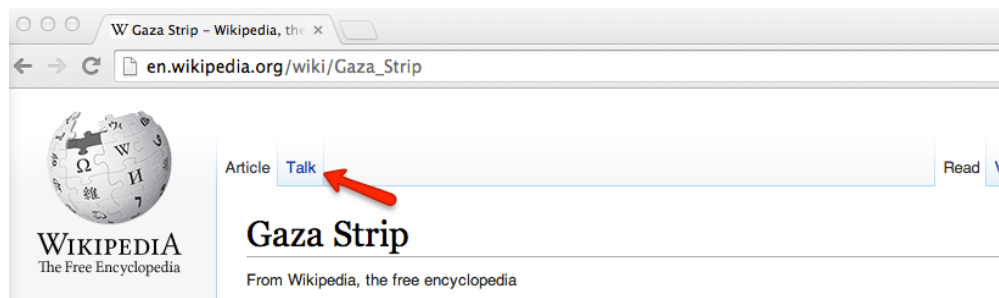 W Gaza Strip – Wikipedia, the
en.wikipedia.org/wiki/Gaza_Strip
Article Talk Read
WIKIPEDIA
The Free Encyclopedia
Gaza Strip
From Wikipedia, the free encyclopedia